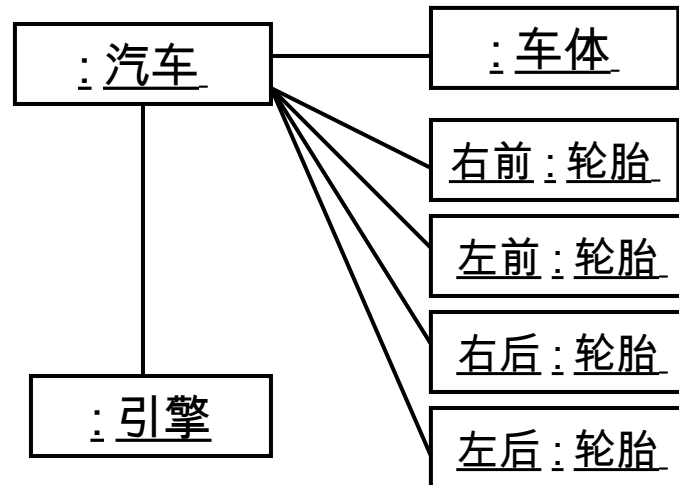 : 汽车
: 车体
右前 : 轮胎
左前 : 轮胎
右后 : 轮胎
左后 : 轮胎
: 引擎